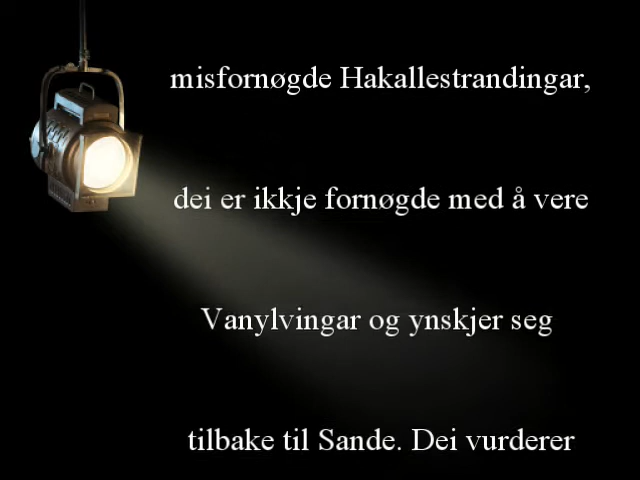 misfornøgde Hakallestrandingar,
dei er ikkje fornøgde med å vere
Vanylvingar og ynskjer seg
tilbake til Sande. Dei vurderer